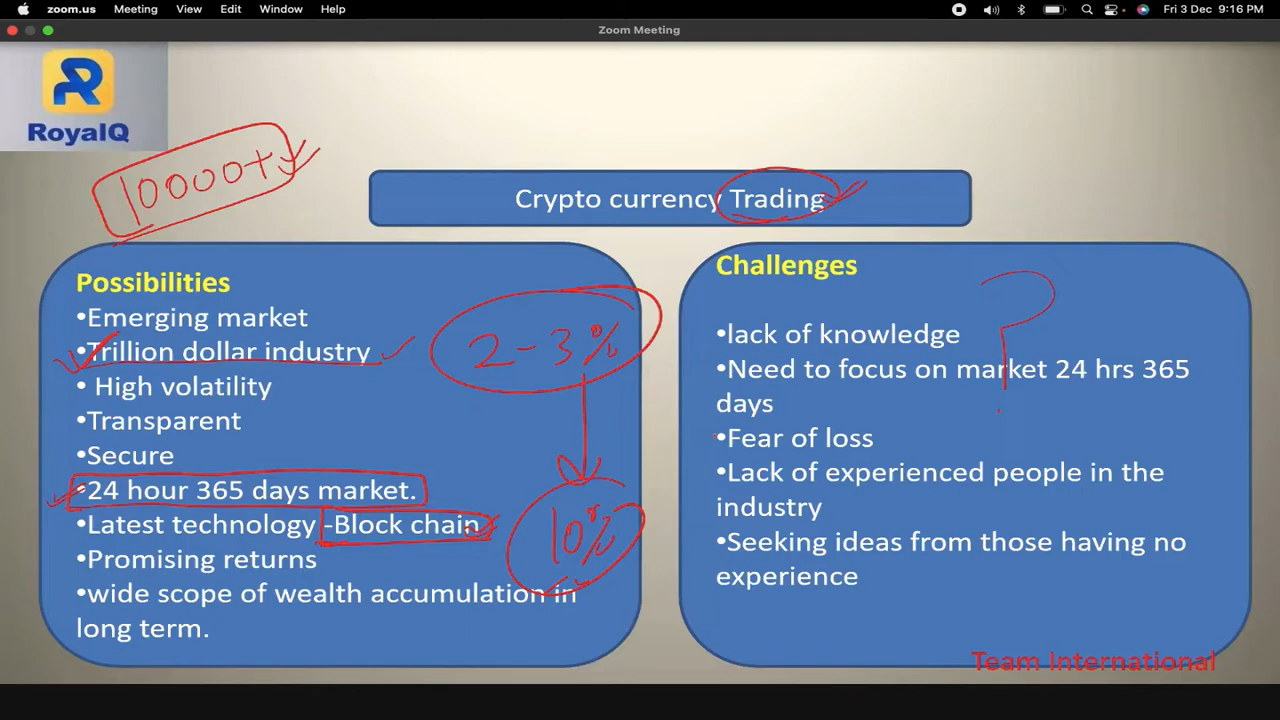 zoom.us Meeting View Edit Window Help Fri 3 Dec 9:16 PM
Zoom Meeting
RoyalQ
10000+
Crypto currency Trading
Possibilities
•Emerging market
•Trillion dollar industry
• High volatility
•Transparent
•Secure
•24 hour 365 days market.
•Latest technology -Block chain
•Promising returns
•wide scope of wealth accumulation in
long term.
2-3%
10%
Challenges
?
•lack of knowledge
•Need to focus on market 24 hrs 365
days
•Fear of loss
•Lack of experienced people in the
industry
•Seeking ideas from those having no
experience
Team International